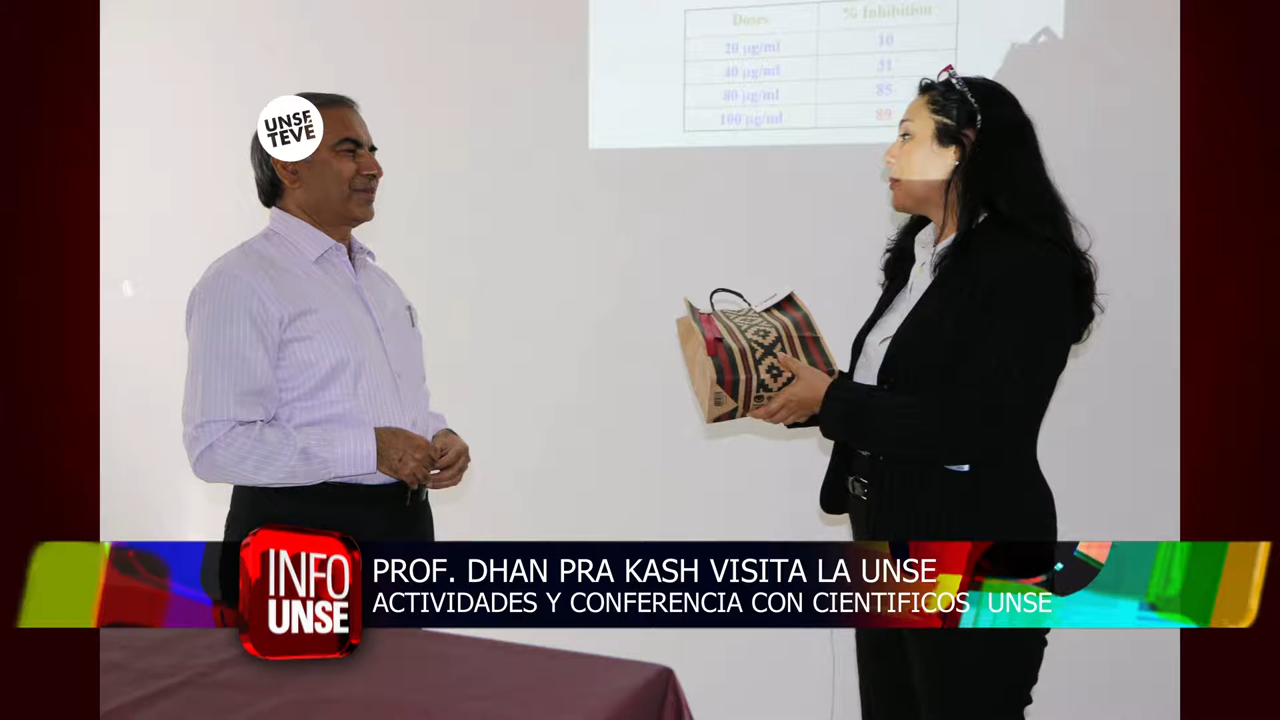 Doses % Inhibition
20 µg/ml 10
40 µg/ml 31
80 µg/ml 85
100 µg/ml 89
UNSE
TEVÉ
INFO
UNSE
PROF. DHAN PRA KASH VISITA LA UNSE
ACTIVIDADES Y CONFERENCIA CON CIENTIFICOS UNSE